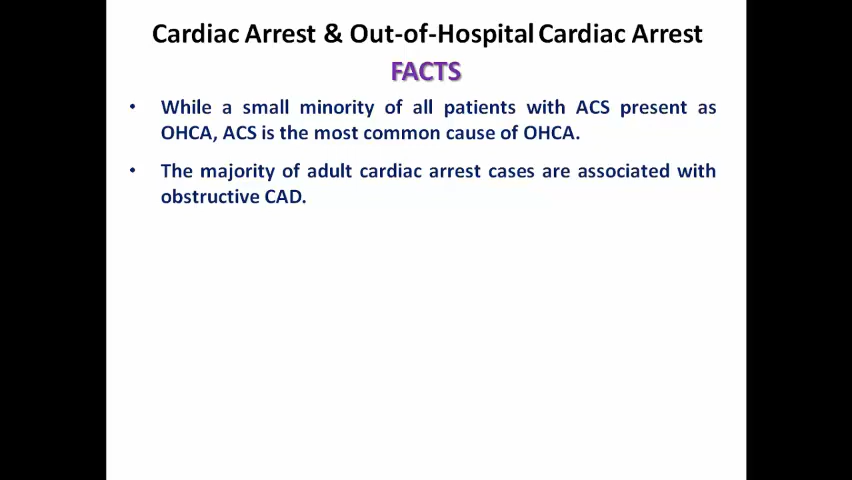 Cardiac Arrest & Out-of-Hospital Cardiac Arrest
FACTS
• While a small minority of all patients with ACS present as
OHCA, ACS is the most common cause of OHCA.
• The majority of adult cardiac arrest cases are associated with
obstructive CAD.